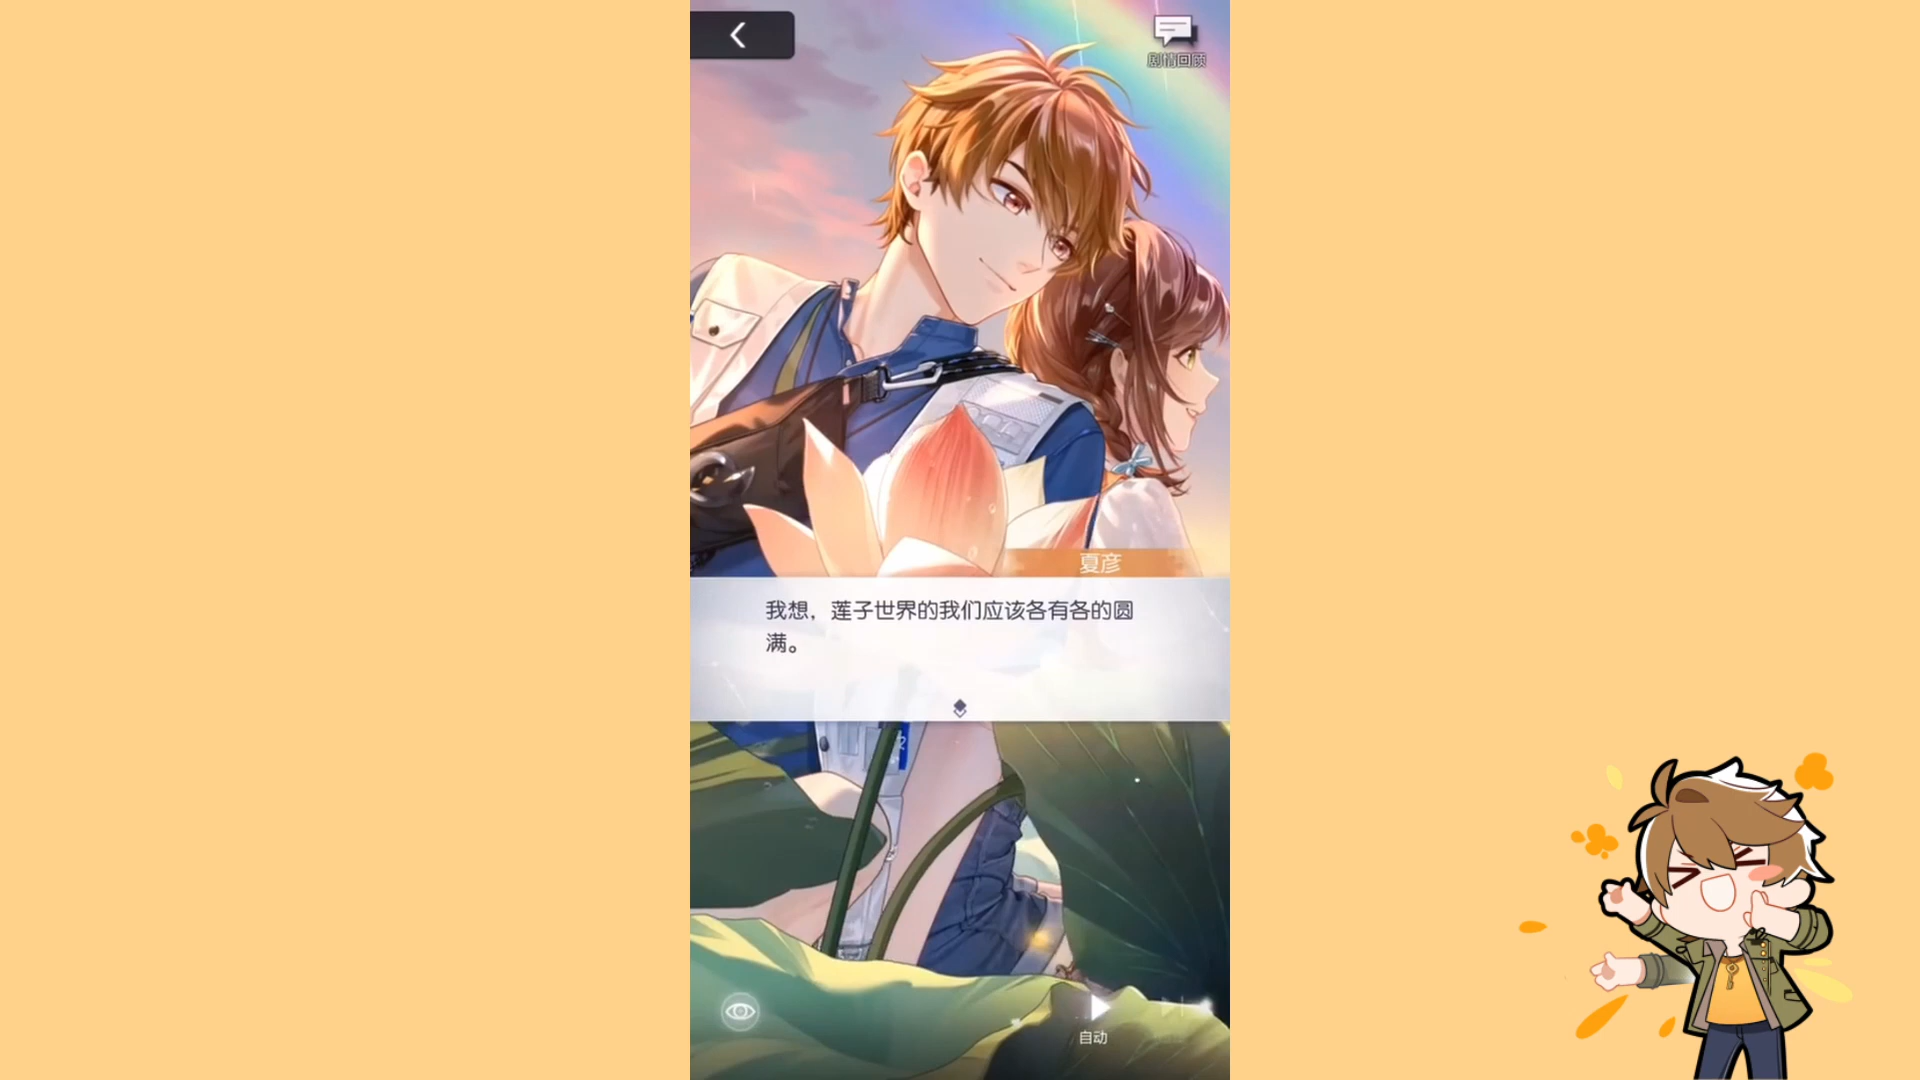 剧情回顾
夏彦
我想，莲子世界的我们应该各有各的圆
满。
自动